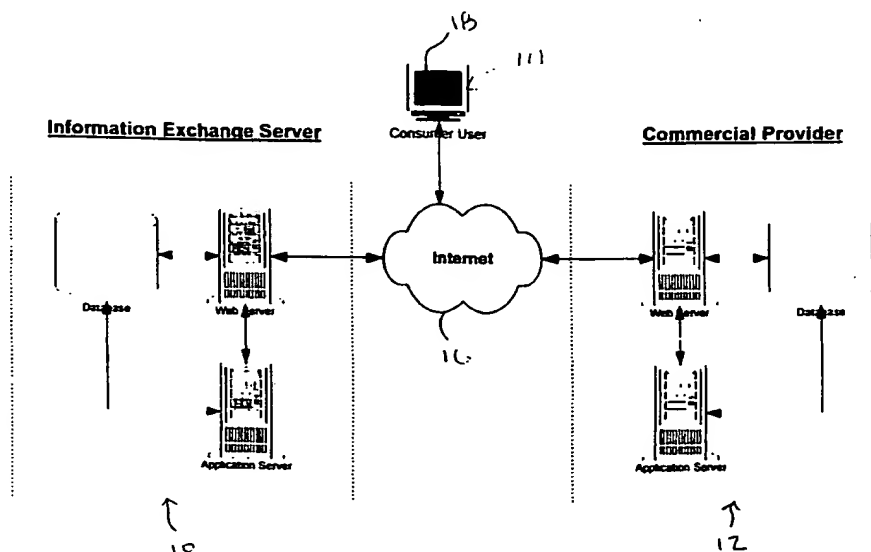 18
Consumer User
Information Exchange Server
Commercial Provider
Internet
Database
Web Server
Web Server
Database
16
Application Server
Application Server
12